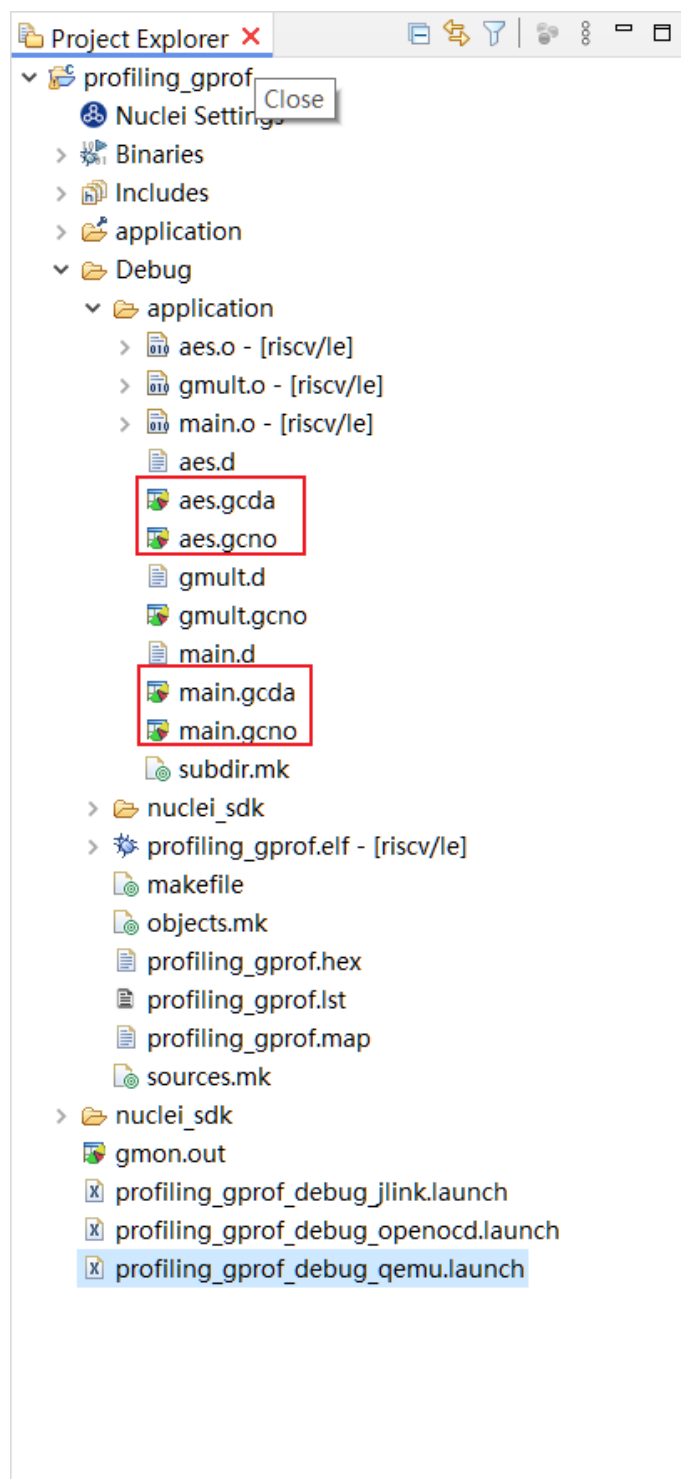 Project Explorer
profiling_gprof
Close
Nuclei Settings
Binaries
Includes
application
Debug
application
aes.o - [riscv/le]
gmult.o - [riscv/le]
main.o - [riscv/le]
aes.d
aes.gcda
aes.gcno
gmult.d
gmult.gcno
main.d
main.gcda
main.gcno
subdir.mk
nuclei_sdk
profiling_gprof.elf - [riscv/le]
makefile
objects.mk
profiling_gprof.hex
profiling_gprof.lst
profiling_gprof.map
sources.mk
nuclei_sdk
gmon.out
profiling_gprof_debug_jlink.launch
profiling_gprof_debug_openocd.launch
profiling_gprof_debug_qemu.launch